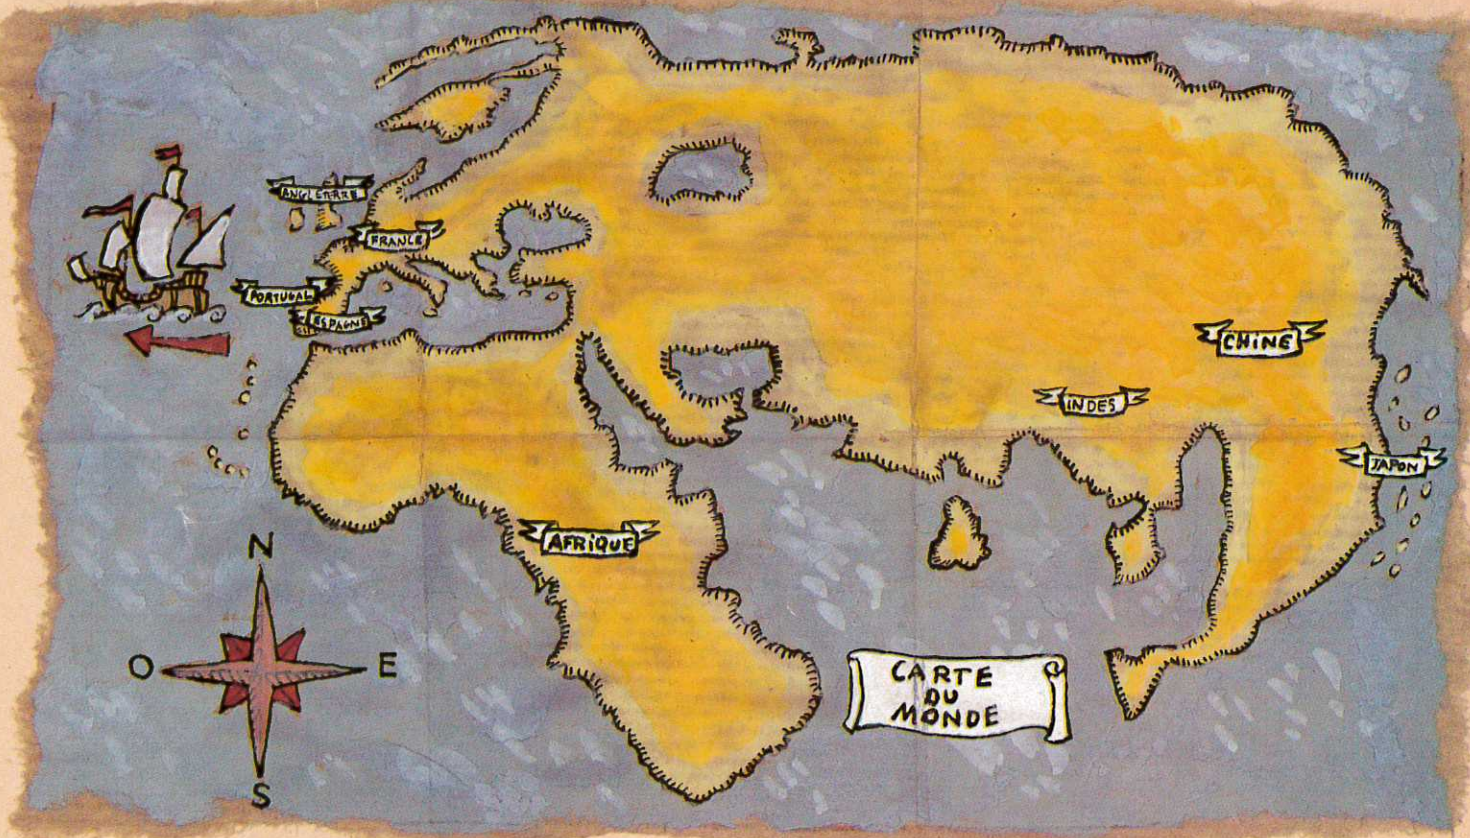 ANGLETERRE
FRANCE
PORTUGAL
ESPAGNE
CHINE
INDES
JAPON
AFRIQUE
N
O
E
S
CARTE
DU
MONDE